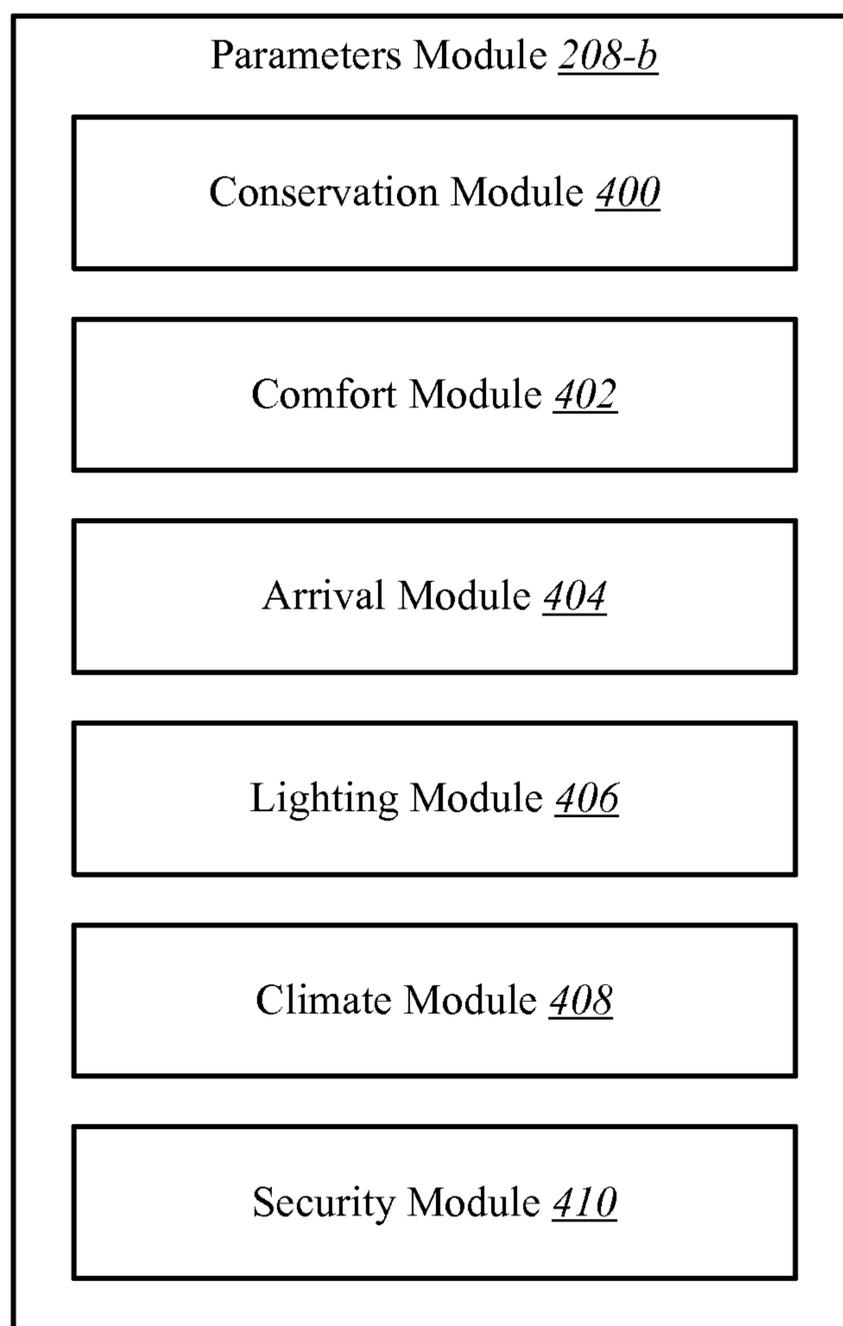 Parameters Module 208-b
Conservation Module 400
Comfort Module 402
Arrival Module 404
Lighting Module 406
Climate Module 408
Security Module 410